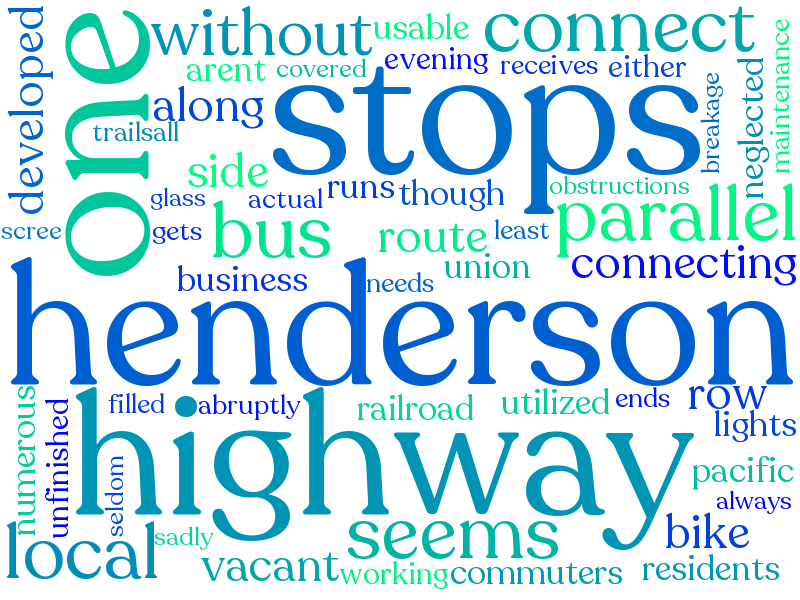 developed
one
without
usable
connect
maintenance
arent
covered
evening
receives
either
along
stops
breakage
neglected
trailsall
side
glass
actual
runs
though
obstructions
scree
gets
bus
route
least
parallel
business
needs
union
connecting
henderson
numerous
unfinished
filled
abruptly
railroad
utilized
ends
row
lights
highway
seldom
pacific
always
local
sadly
seems
bike
vacant
working
commuters
residents